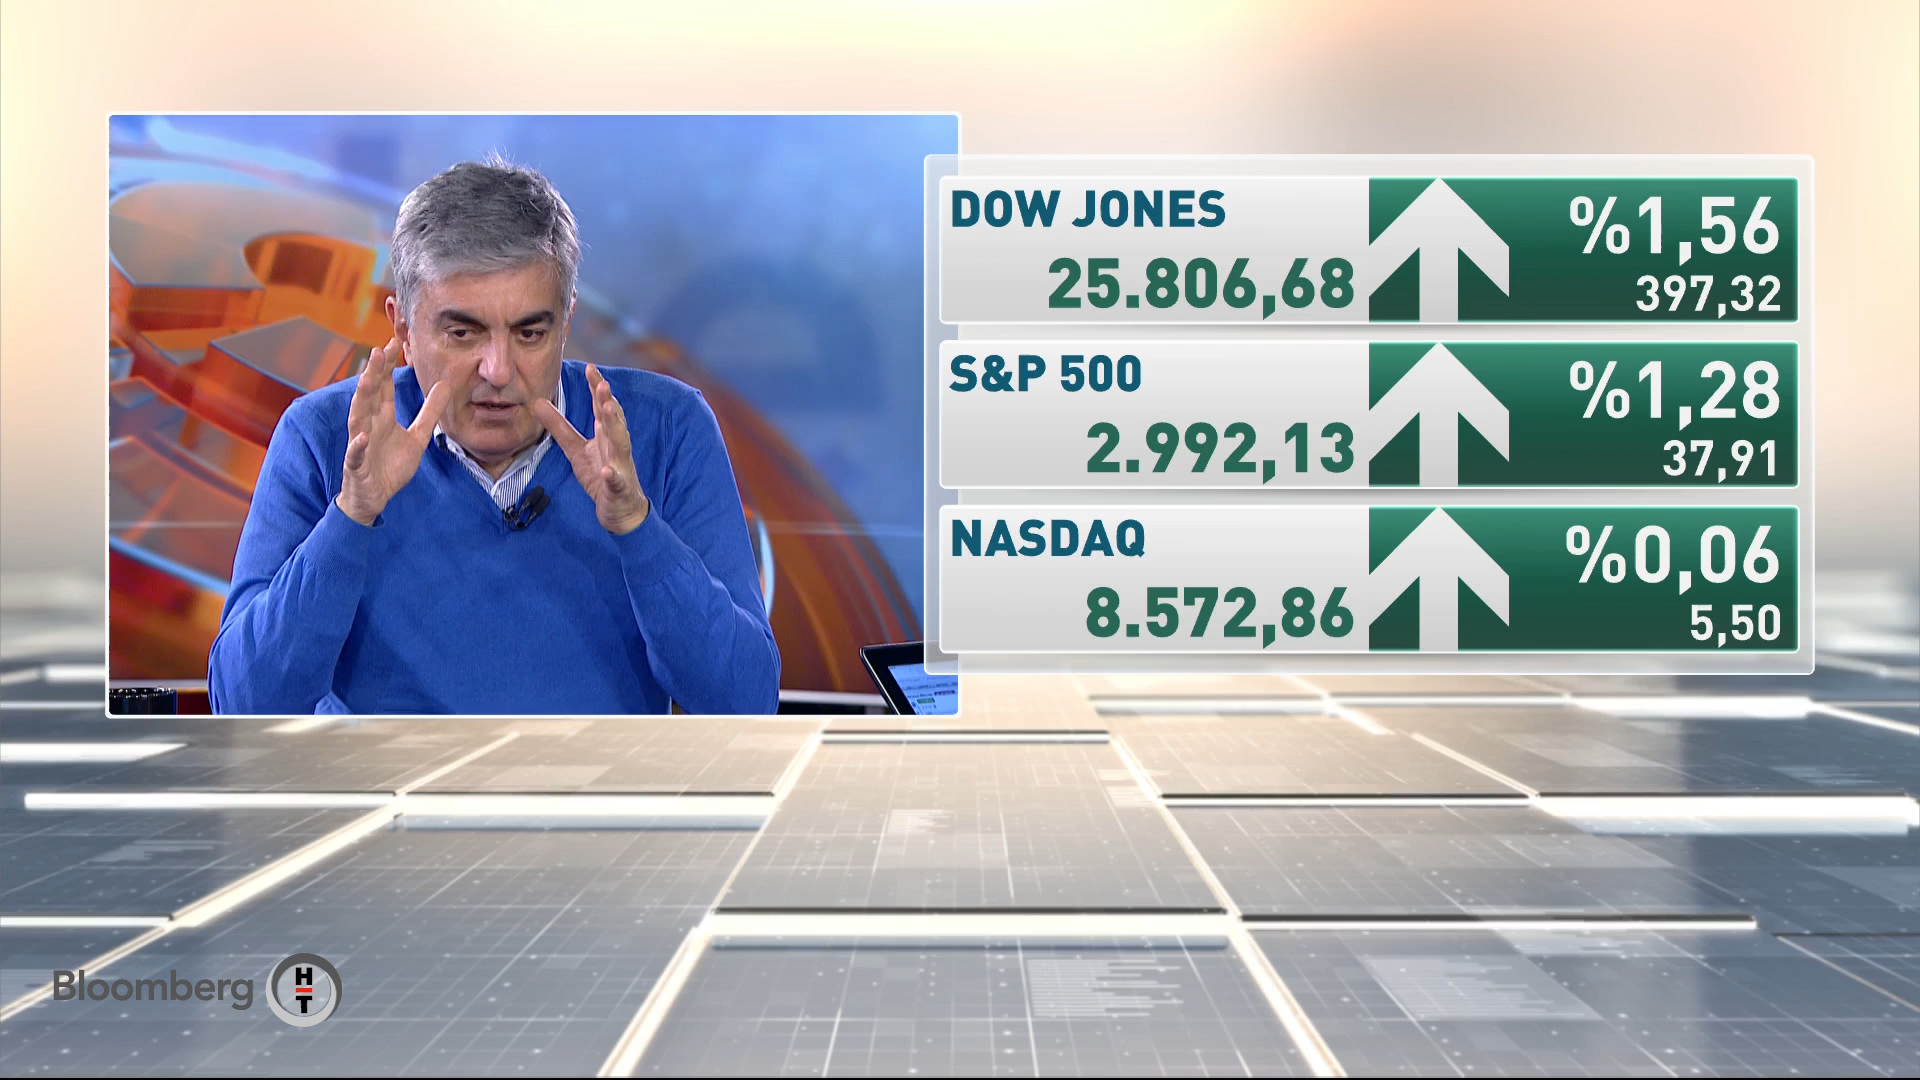 DOW JONES
25.806,68
%1,56
397,32
S&P 500
2.992,13
%1,28
37,91
NASDAQ
8.572,86
%0,06
5,50
Bloomberg HT